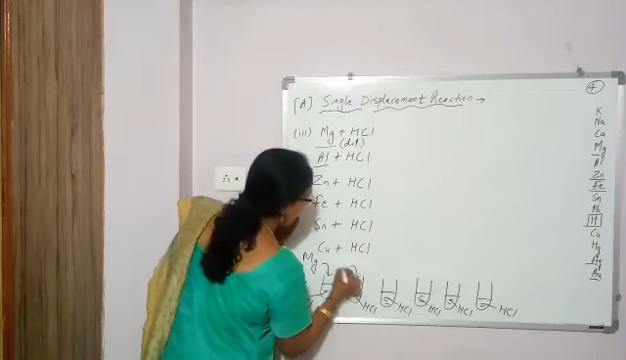 4
[A] Single Displacement Reaction →
(iii) Mg + HCl
(dil)
Al + HCl
Zn + HCl
Fe + HCl
Sn + HCl
Cu + HCl
Mg
HCl HCl HCl HCl HCl
K
Na
Ca
Mg
Al
Zn
Fe
Sn
Pb
H
Cu
Hg
Ag
Au